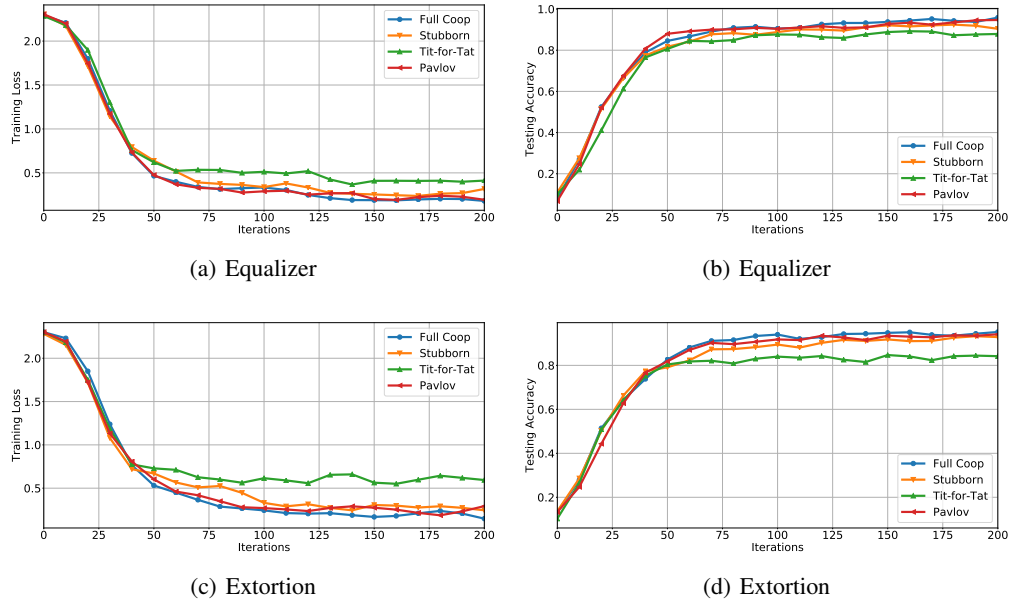 Training Loss
2.0
1.5
1.0
0.5
0
25
50
75
100
125
150
175
200
Iterations
Full Coop
Stubborn
Tit-for-Tat
Pavlov
(a) Equalizer
Testing Accuracy
1.0
0.8
0.6
0.4
0.2
0
25
50
75
100
125
150
175
200
Iterations
Full Coop
Stubborn
Tit-for-Tat
Pavlov
(b) Equalizer
Training Loss
2.0
1.5
1.0
0.5
0
25
50
75
100
125
150
175
200
Iterations
Full Coop
Stubborn
Tit-for-Tat
Pavlov
(c) Extortion
Testing Accuracy
0.8
0.6
0.4
0.2
0
25
50
75
100
125
150
175
200
Iterations
Full Coop
Stubborn
Tit-for-Tat
Pavlov
(d) Extortion